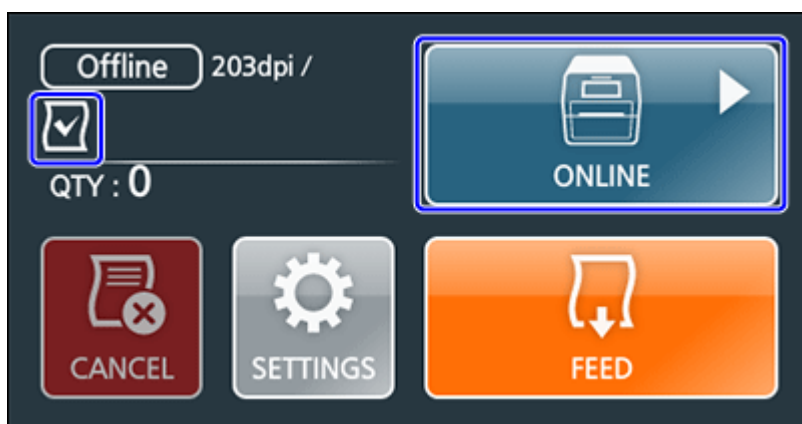 Offline 203dpi /
ONLINE
QTY : 0
CANCEL
SETTINGS
FEED